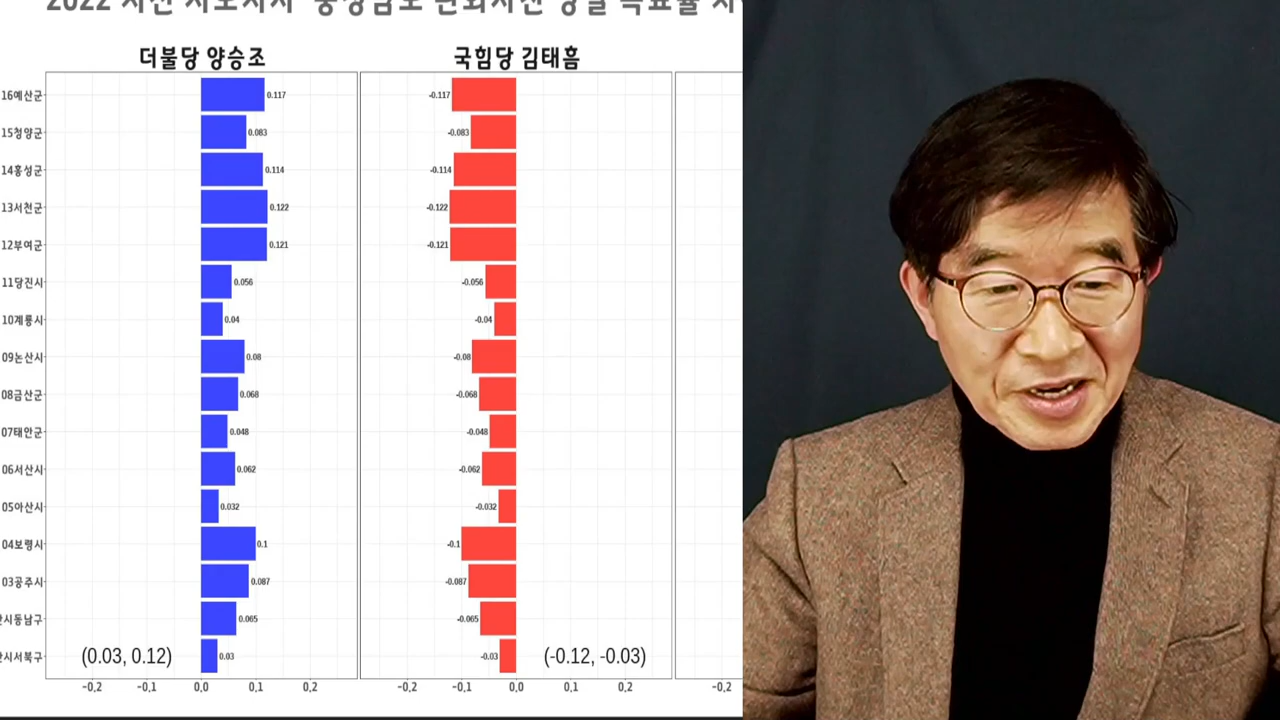 더불당 양승조
국힘당 김태흠
16예산군 0.117 -0.117
15청양군 0.083 -0.083
14홍성군 0.114 -0.114
13서천군 0.122 -0.122
12부여군 0.121 -0.121
11당진시 0.056 -0.056
10계룡시 0.04 -0.04
09논산시 0.08 -0.08
08금산군 0.068 -0.068
07태안군 0.048 -0.048
06서산시 0.062 -0.062
05아산시 0.032 -0.032
04보령시 0.1 -0.1
03공주시 0.087 -0.087
시동남구 0.065 -0.065
시서북구 0.03 -0.03
(0.03, 0.12) (-0.12, -0.03)
-0,2 -0,1 0,0 0,1 0,2 -0,2 -0,1 0,0 0,1 0,2 -0,2